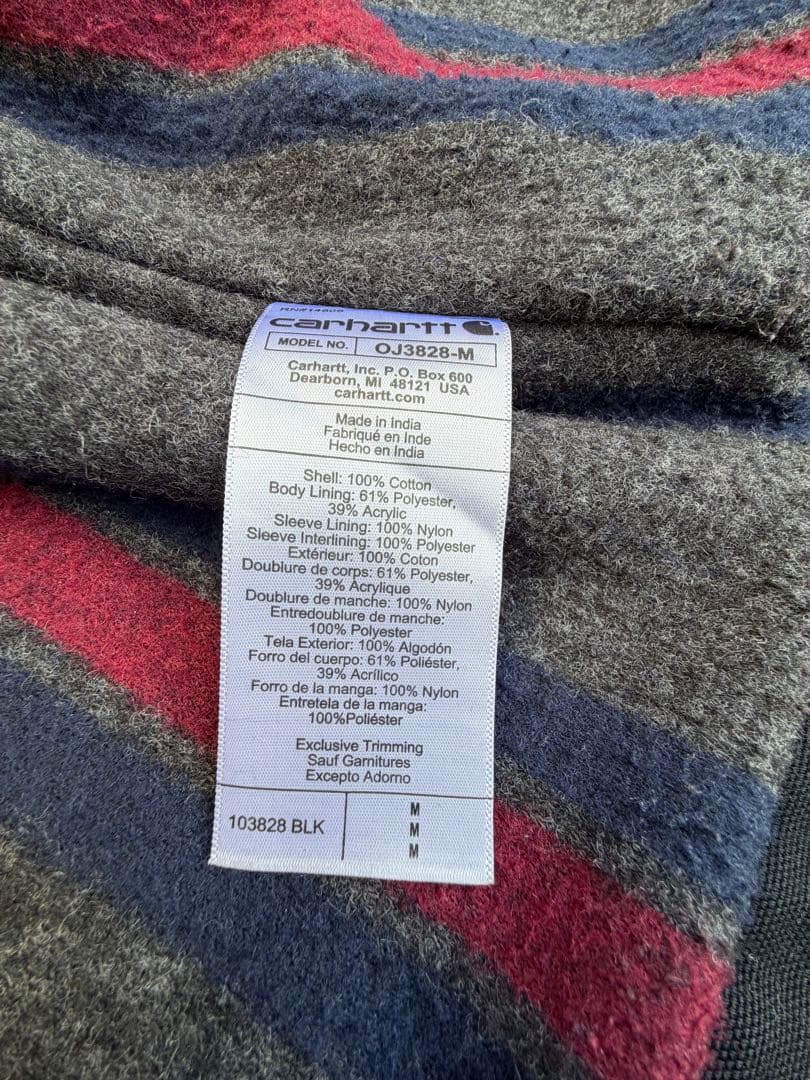 carhartt
MODEL NO. OJ3828-M
Carhartt, Inc. P.O. Box 600
Dearborn, MI 48121 USA
carhartt.com
Made in India
Fabriqué en Inde
Hecho en India
Shell: 100% Cotton
Body Lining: 61% Polyester,
39% Acrylic
Sleeve Lining: 100% Nylon
Sleeve Interlining: 100% Polyester
Extérieur: 100% Coton
Doublure de corps: 61% Polyester,
39% Acrylique
Doublure de manche: 100% Nylon
Entredoublure de manche:
100% Polyester
Tela Exterior: 100% Algodón
Forro del cuerpo: 61% Poliéster,
39% Acrílico
Forro de la manga: 100% Nylon
Entretela de la manga:
100%Poliéster
Exclusive Trimming
Sauf Garnitures
Excepto Adorno
103828 BLK
M
M
M